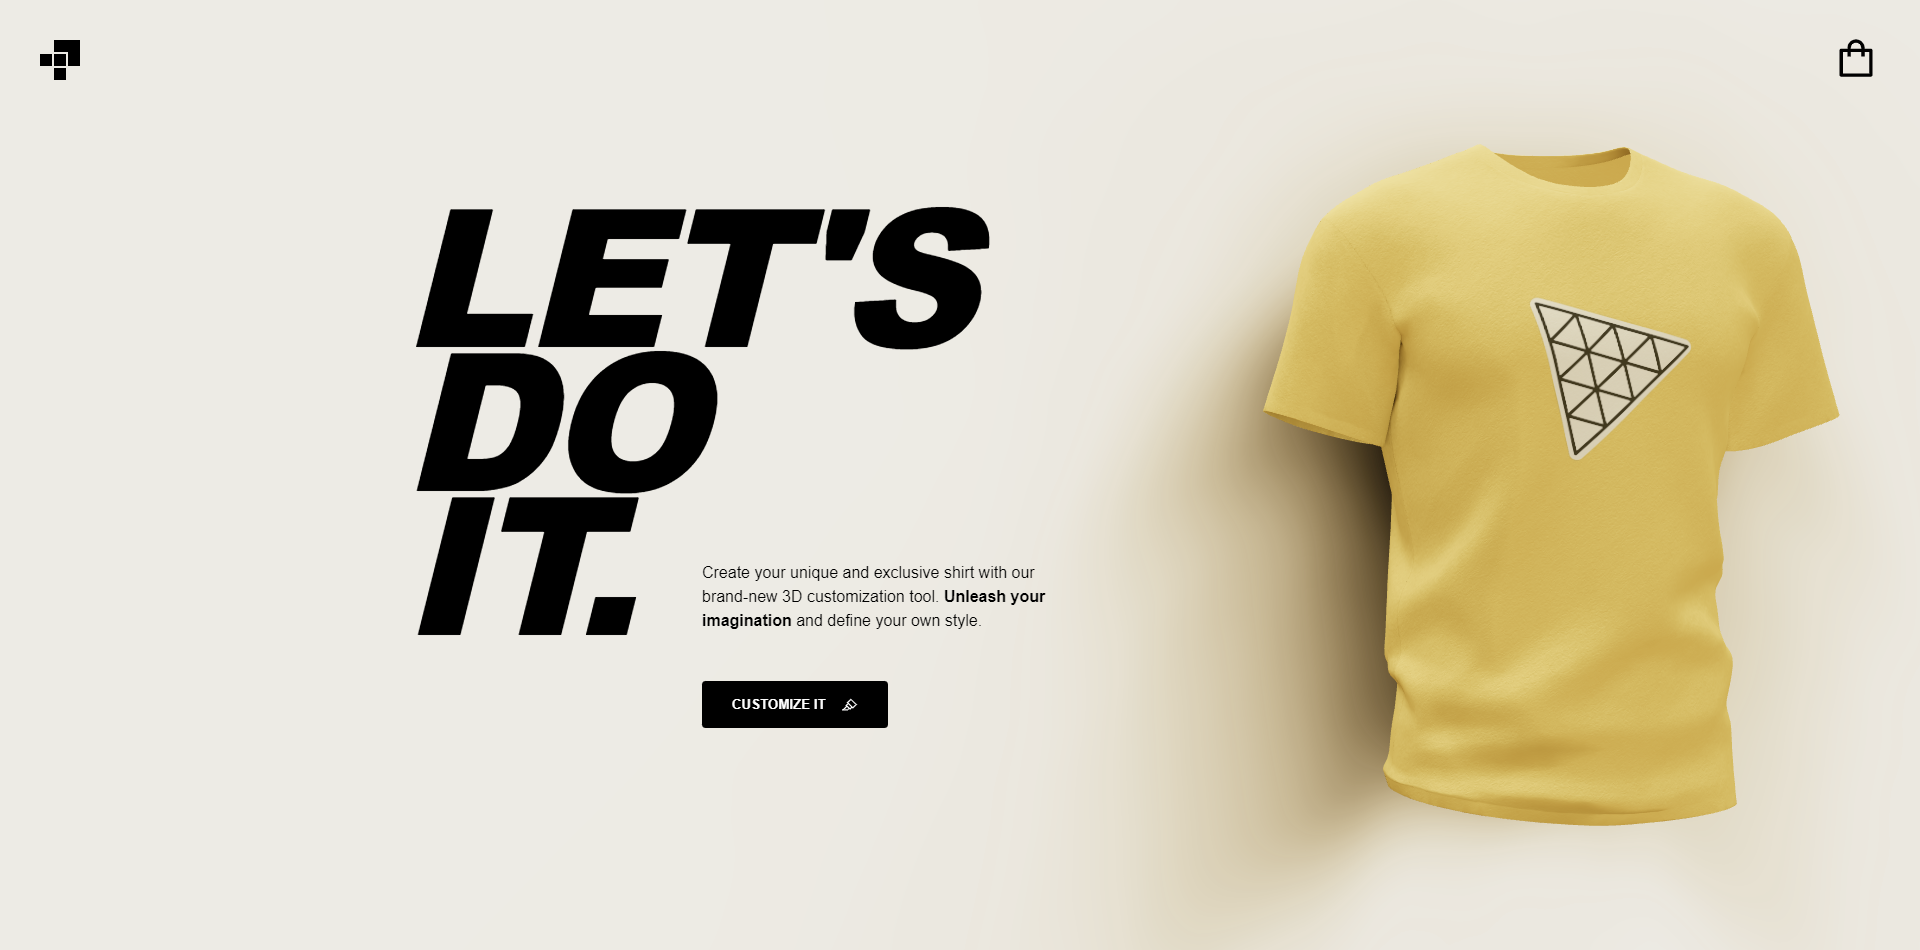 LET'S
DO
IT.
Create your unique and exclusive shirt with our
brand-new 3D customization tool. Unleash your
imagination and define your own style.
CUSTOMIZE IT